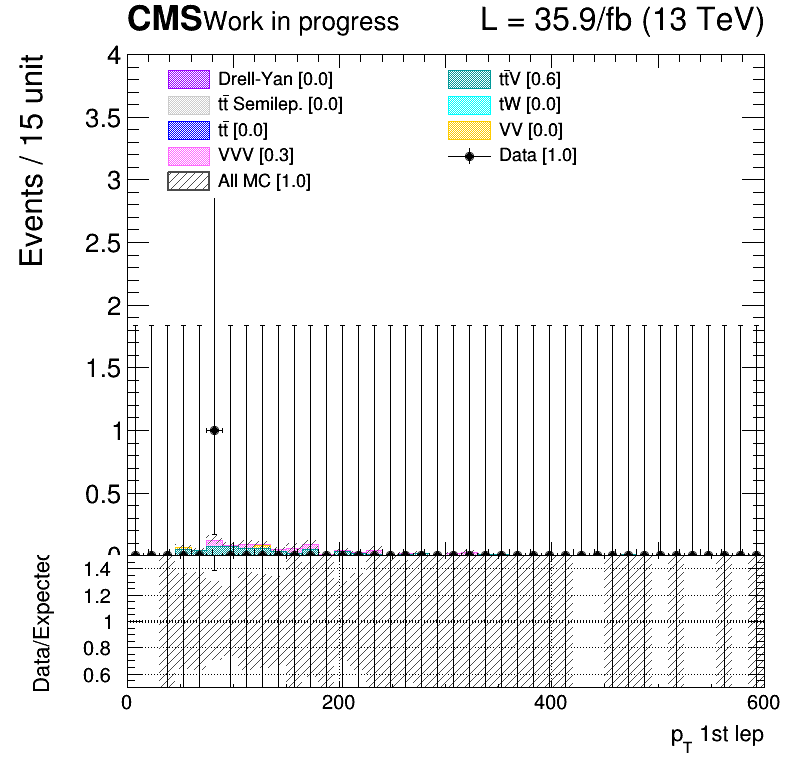 CMS Work in progress L = 35.9/fb (13 TeV)
Events / 15 unit
4
3.5
3
2.5
2
1.5
1
0.5
0
Drell-Yan [0.0]
tt̄ Semilep. [0.0]
tt̄ [0.0]
VVV [0.3]
All MC [1.0]
tt̄V [0.6]
tW [0.0]
VV [0.0]
Data [1.0]
Data/Expected
1.4
1.2
1
0.8
0.6
0 200 400 600
p_T 1st lep